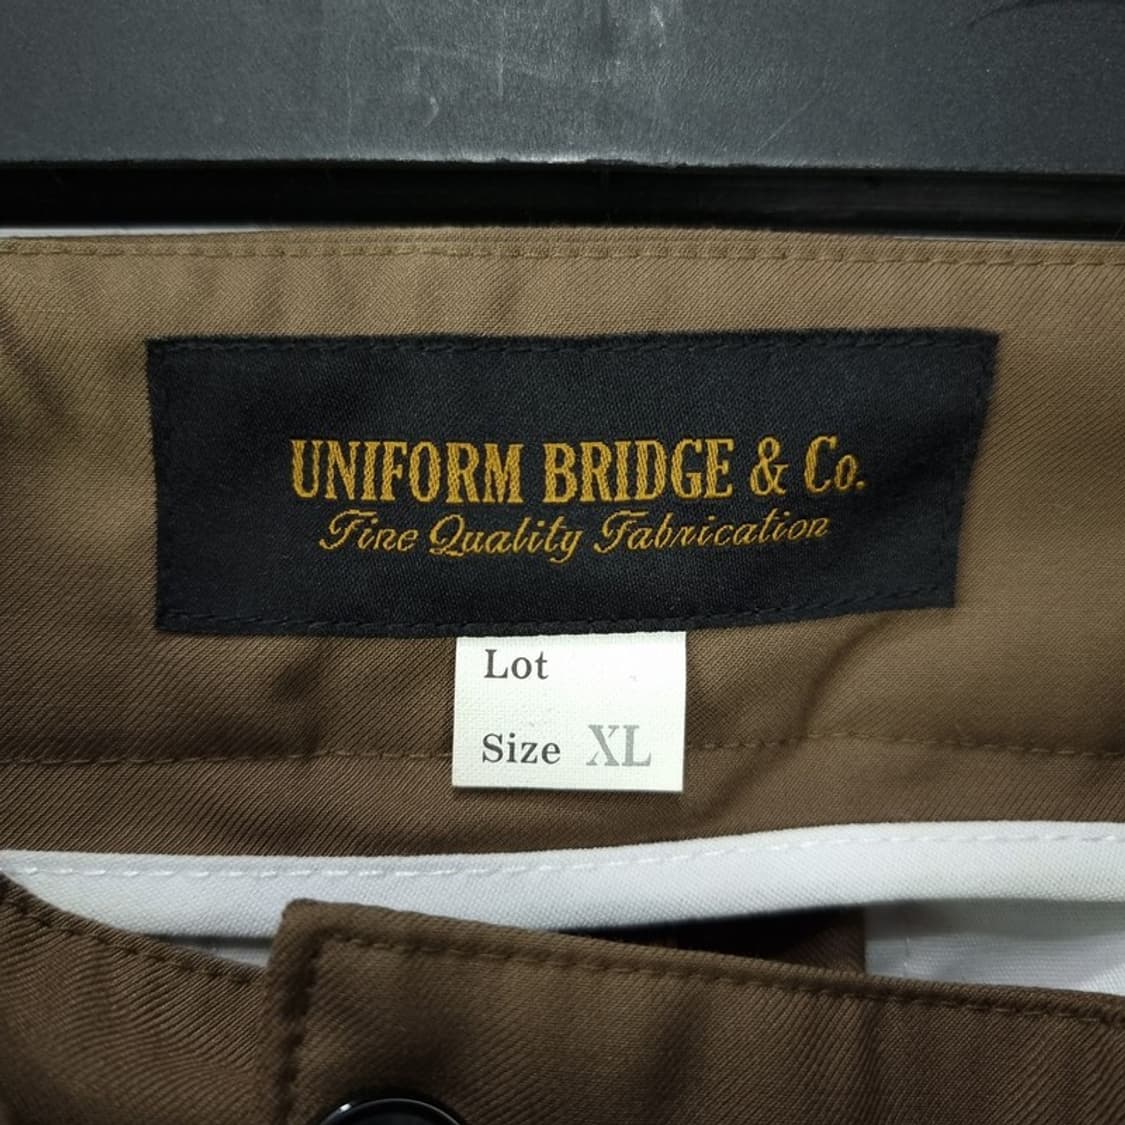 UNIFORM BRIDGE & Co.
Fine Quality Fabrication
Lot
Size XL